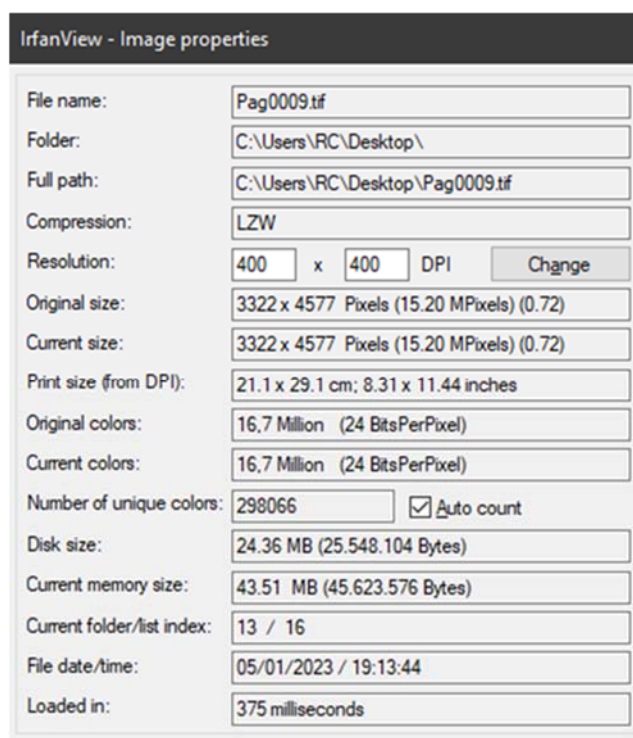 IrfanView - Image properties
File name: Pag0009.tif
Folder: C:\Users\RC\Desktop\
Full path: C:\Users\RC\Desktop\Pag0009.tif
Compression: LZW
Resolution: 400 x 400 DPI Change
Original size: 3322 x 4577 Pixels (15.20 MPixels) (0.72)
Current size: 3322 x 4577 Pixels (15.20 MPixels) (0.72)
Print size (from DPI): 21.1 x 29.1 cm; 8.31 x 11.44 inches
Original colors: 16,7 Million (24 BitsPerPixel)
Current colors: 16,7 Million (24 BitsPerPixel)
Number of unique colors: 298066 Auto count
Disk size: 24.36 MB (25.548.104 Bytes)
Current memory size: 43.51 MB (45.623.576 Bytes)
Current folder/list index: 13 / 16
File date/time: 05/01/2023 / 19:13:44
Loaded in: 375 milliseconds